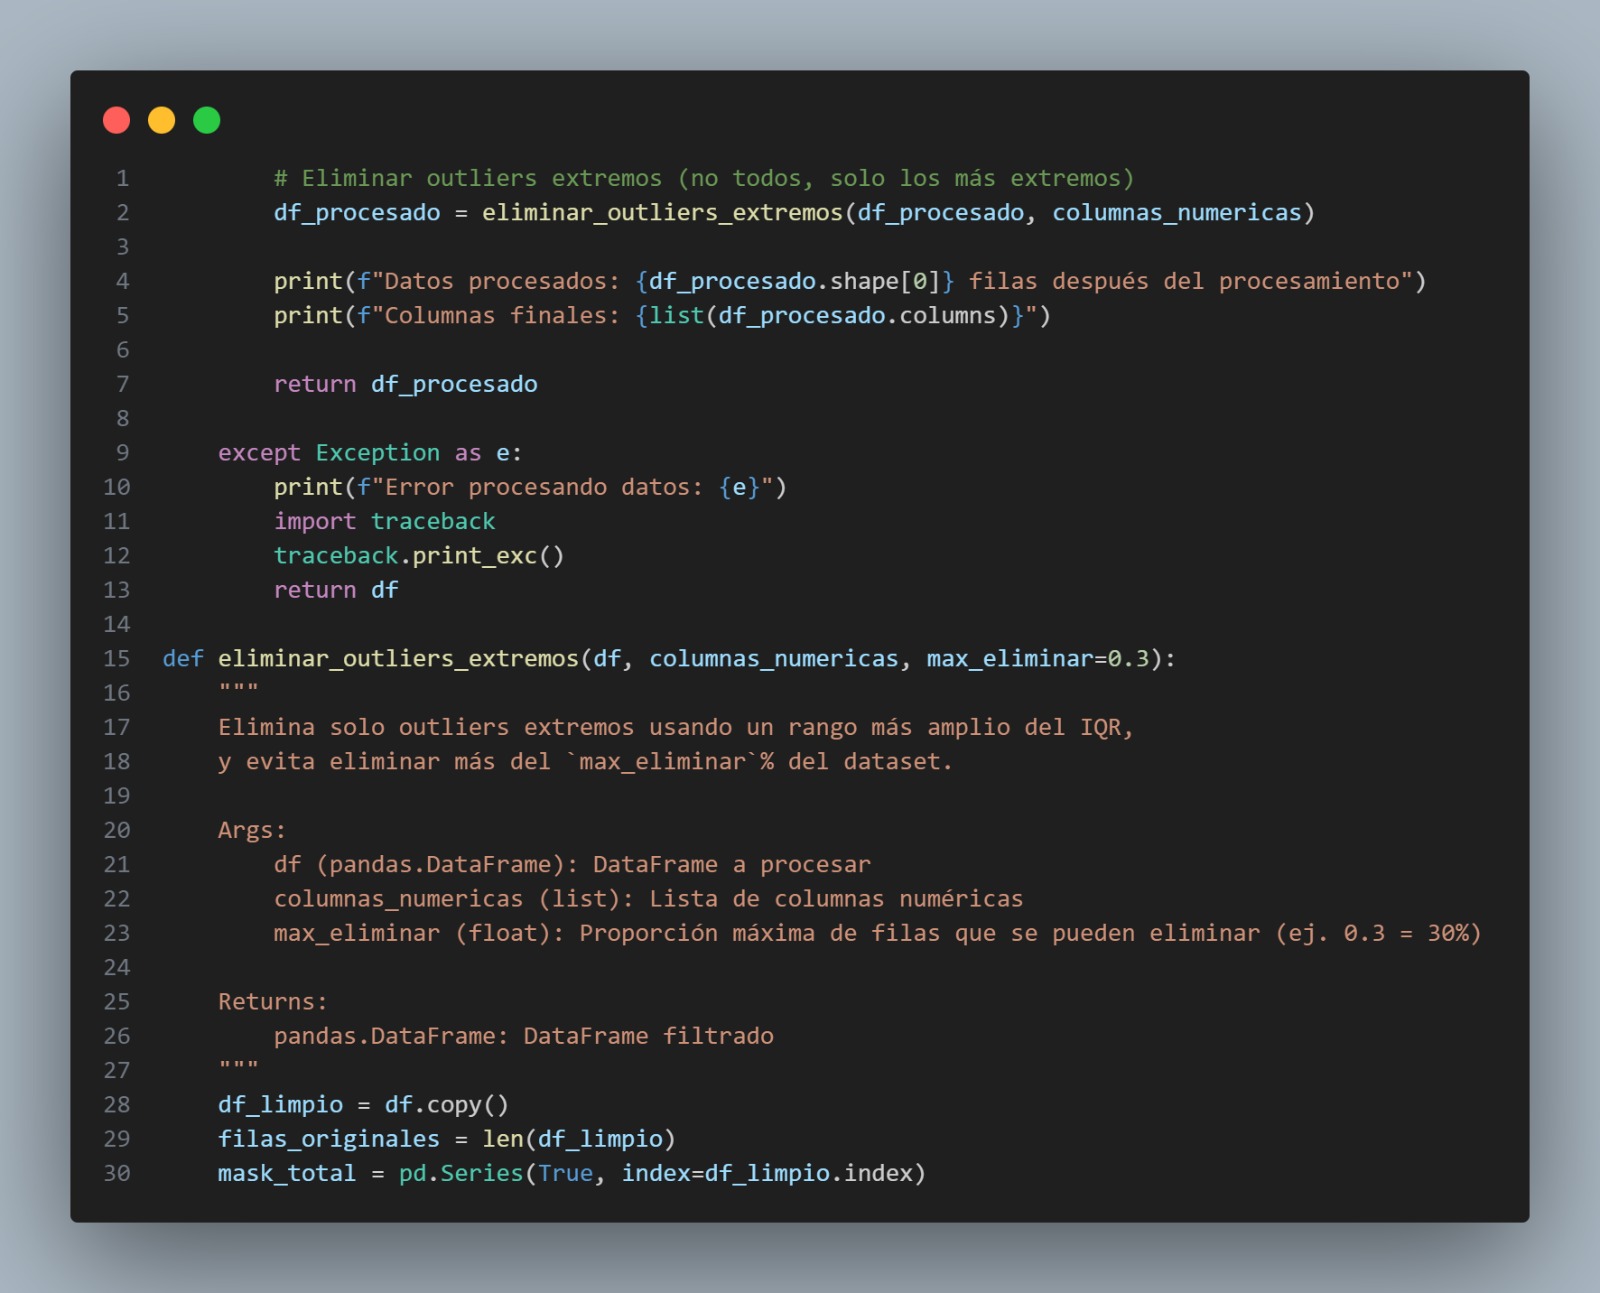 1 # Eliminar outliers extremos (no todos, solo los más extremos)
2 df_procesado = eliminar_outliers_extremos(df_procesado, columnas_numericas)
3
4 print(f"Datos procesados: {df_procesado.shape[0]} filas después del procesamiento")
5 print(f"Columnas finales: {list(df_procesado.columns)}")
6
7 return df_procesado
8
9 except Exception as e:
10 print(f"Error procesando datos: {e}")
11 import traceback
12 traceback.print_exc()
13 return df
14
15 def eliminar_outliers_extremos(df, columnas_numericas, max_eliminar=0.3):
16 """
17 Elimina solo outliers extremos usando un rango más amplio del IQR,
18 y evita eliminar más del `max_eliminar`% del dataset.
19
20 Args:
21 df (pandas.DataFrame): DataFrame a procesar
22 columnas_numericas (list): Lista de columnas numéricas
23 max_eliminar (float): Proporción máxima de filas que se pueden eliminar (ej. 0.3 = 30%)
24
25 Returns:
26 pandas.DataFrame: DataFrame filtrado
27 """
28 df_limpio = df.copy()
29 filas_originales = len(df_limpio)
30 mask_total = pd.Series(True, index=df_limpio.index)